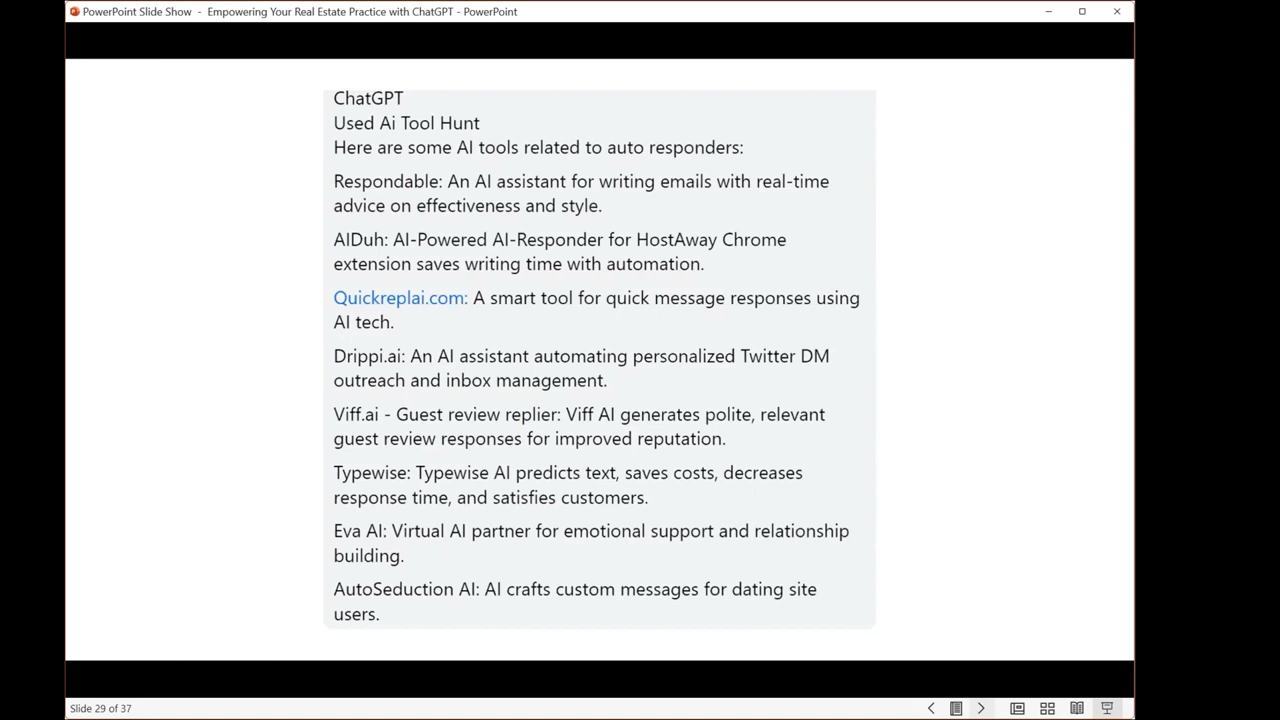 PowerPoint Slide Show - Empowering Your Real Estate Practice with ChatGPT - PowerPoint
ChatGPT
Used Ai Tool Hunt
Here are some AI tools related to auto responders:
Respondable: An AI assistant for writing emails with real-time
advice on effectiveness and style.
AIDuh: AI-Powered AI-Responder for HostAway Chrome
extension saves writing time with automation.
Quickreplai.com: A smart tool for quick message responses using
AI tech.
Drippi.ai: An AI assistant automating personalized Twitter DM
outreach and inbox management.
Viff.ai - Guest review replier: Viff AI generates polite, relevant
guest review responses for improved reputation.
Typewise: Typewise AI predicts text, saves costs, decreases
response time, and satisfies customers.
Eva AI: Virtual AI partner for emotional support and relationship
building.
AutoSeduction AI: AI crafts custom messages for dating site
users.
Slide 29 of 37